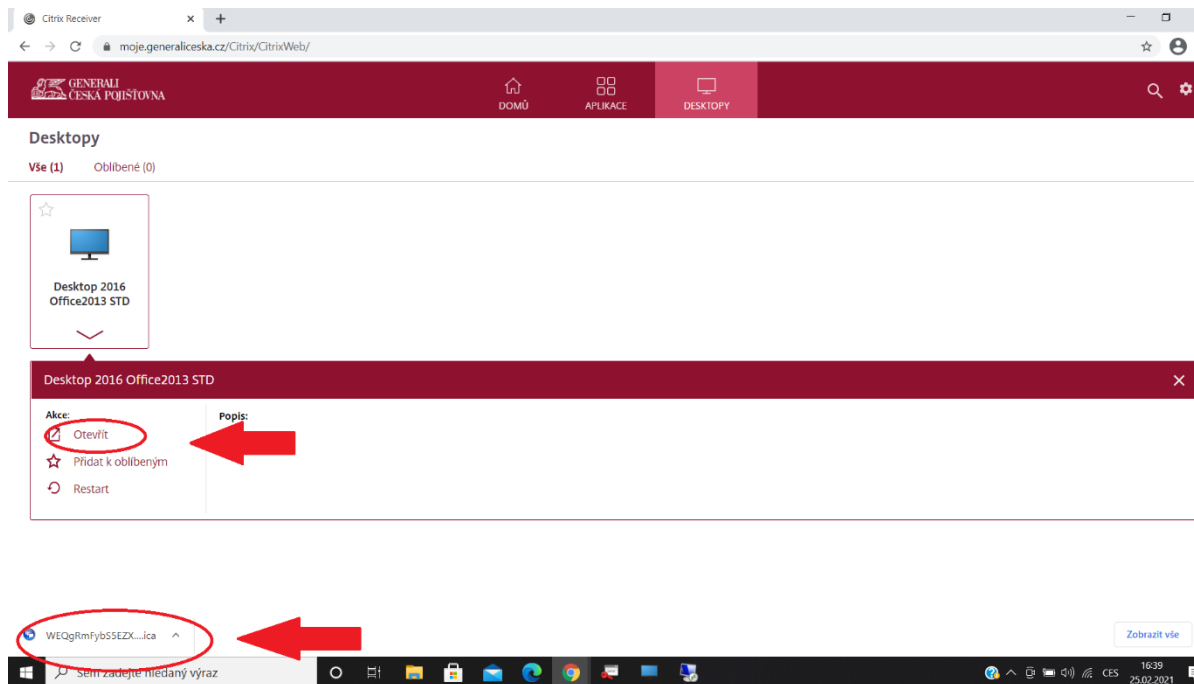 Citrix Receiver
moje.generaliceska.cz/Citrix/CitrixWeb/
GENERALI
ČESKÁ POJIŠŤOVNA
DOMŮ
APLIKACE
DESKTOPY
Desktopy
Vše (1)
Oblíbené (0)
Desktop 2016
Office2013 STD
Desktop 2016 Office2013 STD
Akce:
Popis:
Otevřít
Přidat k oblíbeným
Restart
WEQgRmFybS5EZX....ica
Zobrazit vše
Sem zadejte hledaný výraz
CES
16:39
25.02.2021